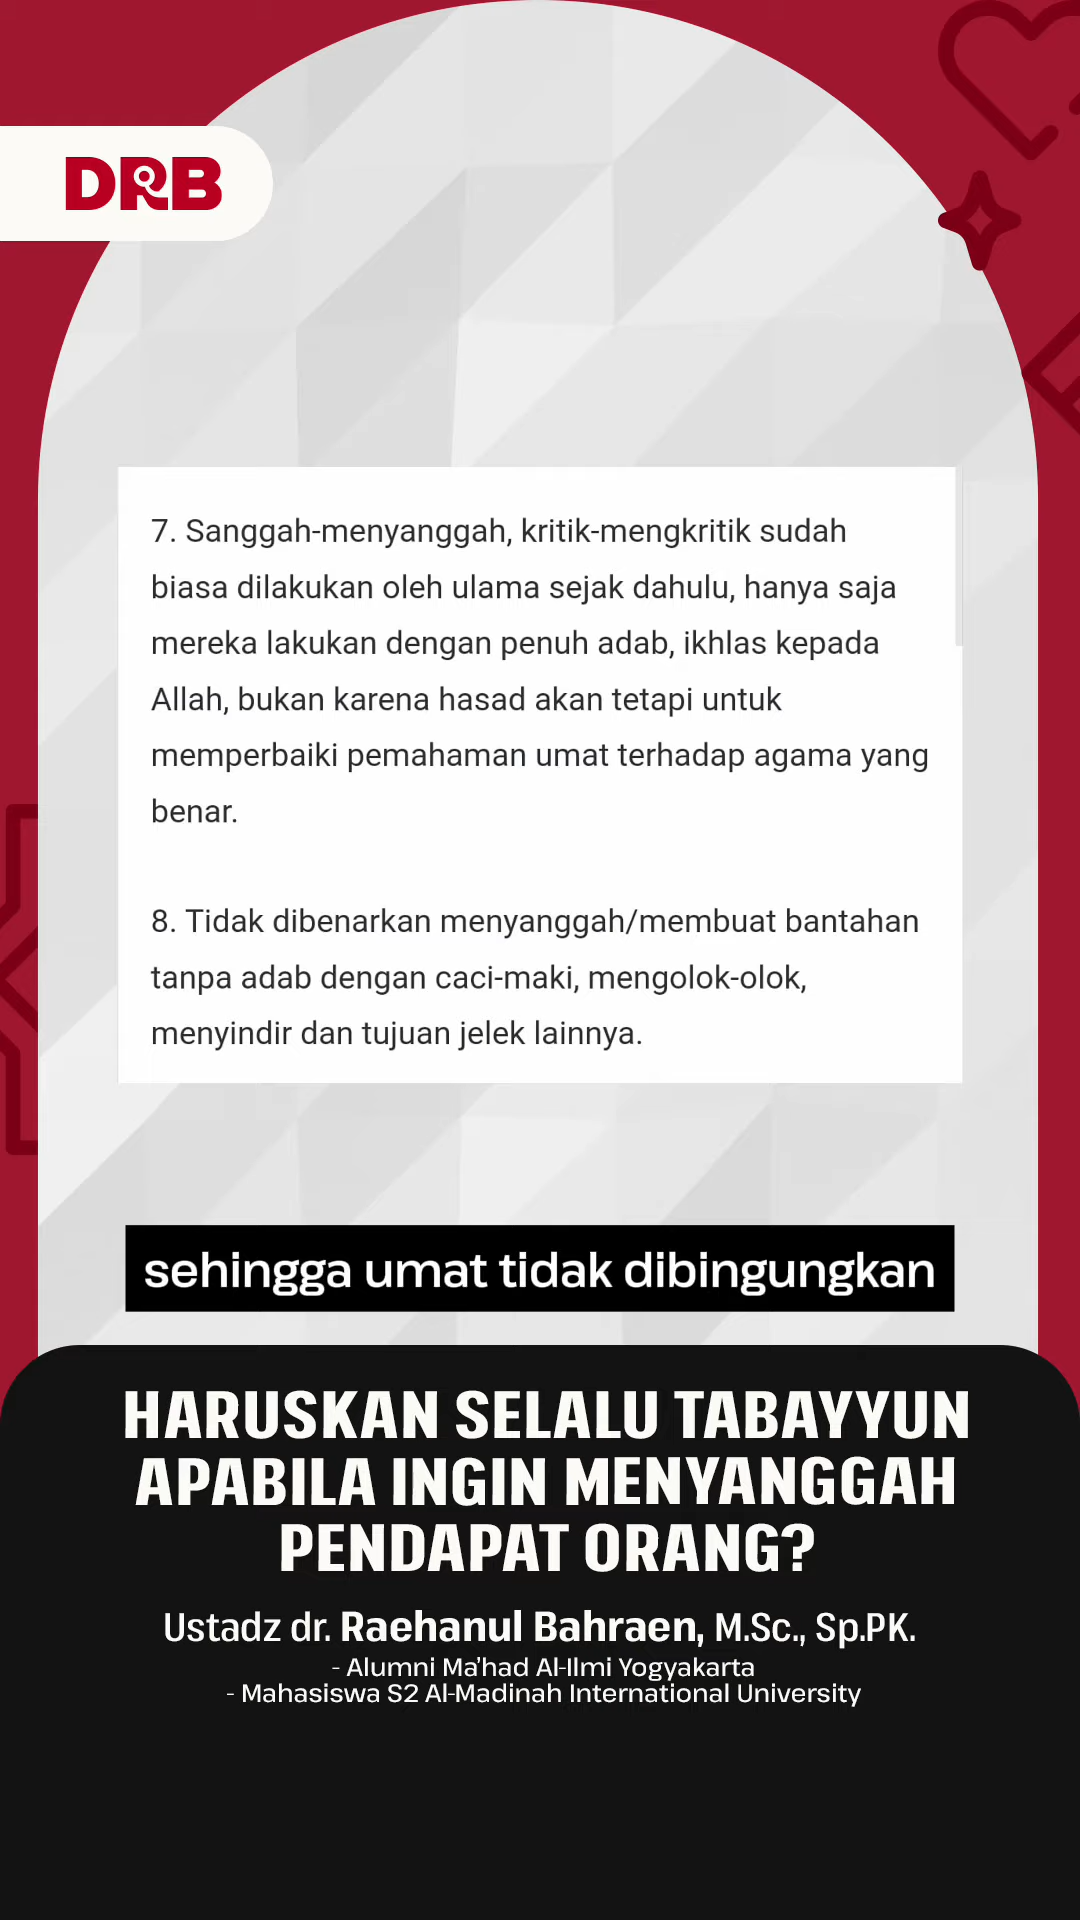 DRB
7. Sanggah-menyanggah, kritik-mengkritik sudah
biasa dilakukan oleh ulama sejak dahulu, hanya saja
mereka lakukan dengan penuh adab, ikhlas kepada
Allah, bukan karena hasad akan tetapi untuk
memperbaiki pemahaman umat terhadap agama yang
benar.
8. Tidak dibenarkan menyanggah/membuat bantahan
tanpa adab dengan caci-maki, mengolok-olok,
menyindir dan tujuan jelek lainnya.
sehingga umat tidak dibingungkan
HARUSKAN SELALU TABAYYUN
APABILA INGIN MENYANGGAH
PENDAPAT ORANG?
Ustadz dr. Raehanul Bahraen, M.Sc., Sp.PK.
- Alumni Ma'had Al-Ilmi Yogyakarta
- Mahasiswa S2 Al-Madinah International University